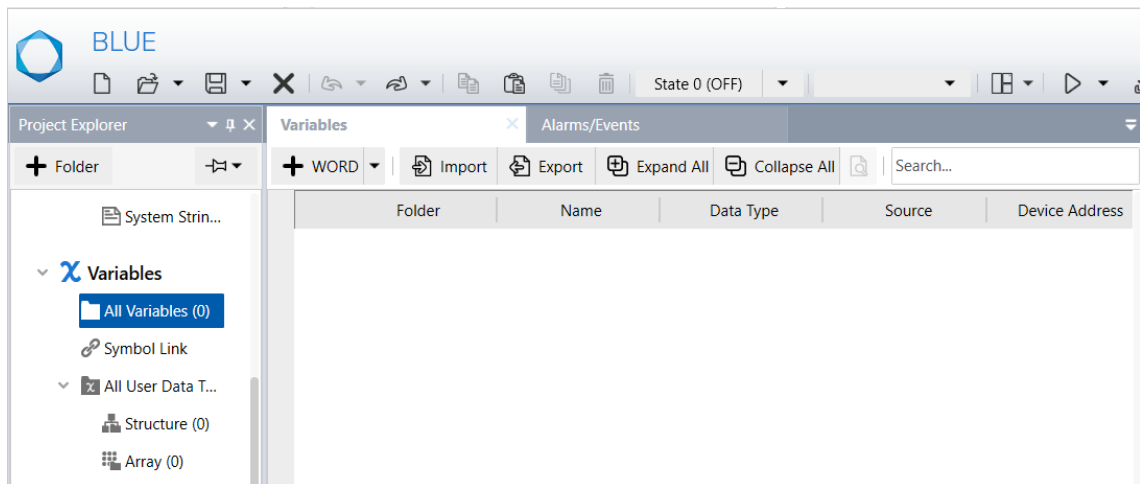 BLUE
State 0 (OFF)
Project Explorer
Variables
Alarms/Events
Folder
WORD
Import
Export
Expand All
Collapse All
Search...
System Strin...
Variables
All Variables (0)
Symbol Link
All User Data T...
Structure (0)
Array (0)
Folder
Name
Data Type
Source
Device Address